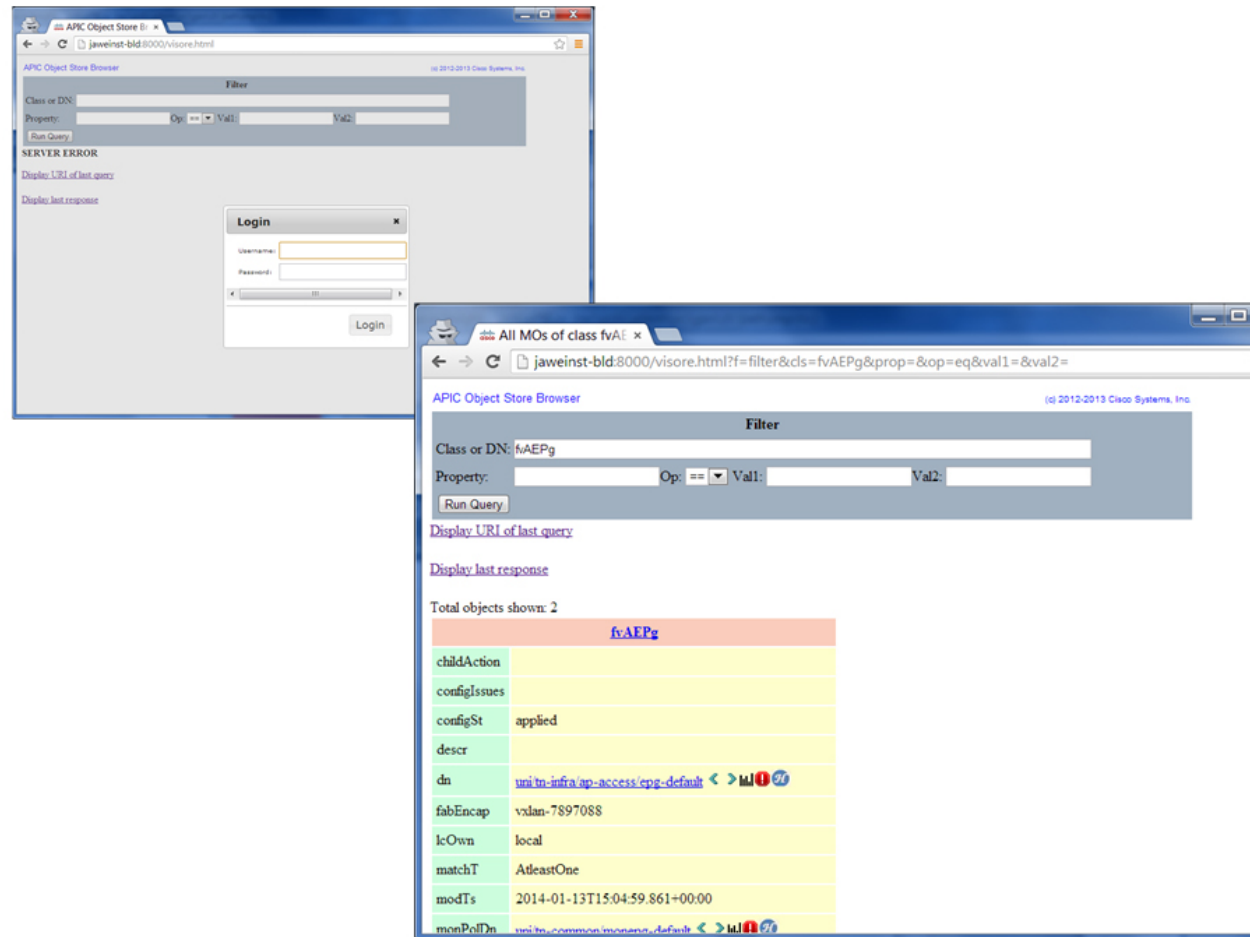 APIC Object Store Br
jaweinst-bld:8000/visore.html
APIC Object Store Browser
(c) 2012-2013 Cisco Systems, Inc.
Filter
Class or DN:
Property: Op: == Val1: Val2:
Run Query
SERVER ERROR
Display URI of last query
Display last response
Login
Username:
Password:
Login
All MOs of class fvAE
jaweinst-bld:8000/visore.html?f=filter&cls=fvAEPg&prop=&op=eq&val1=&val2=
APIC Object Store Browser
(c) 2012-2013 Cisco Systems, Inc.
Filter
Class or DN: fvAEPg
Property: Op: == Val1: Val2:
Run Query
Display URI of last query
Display last response
Total objects shown: 2
fvAEPg
childAction
configIssues
configSt applied
descr
dn uni/tn-infra/ap-access/epg-default
fabEncap vxlan-7897088
lcOwn local
matchT AtleastOne
modTs 2014-01-13T15:04:59.861+00:00
monPolDn uni/tn-common/monepg-default